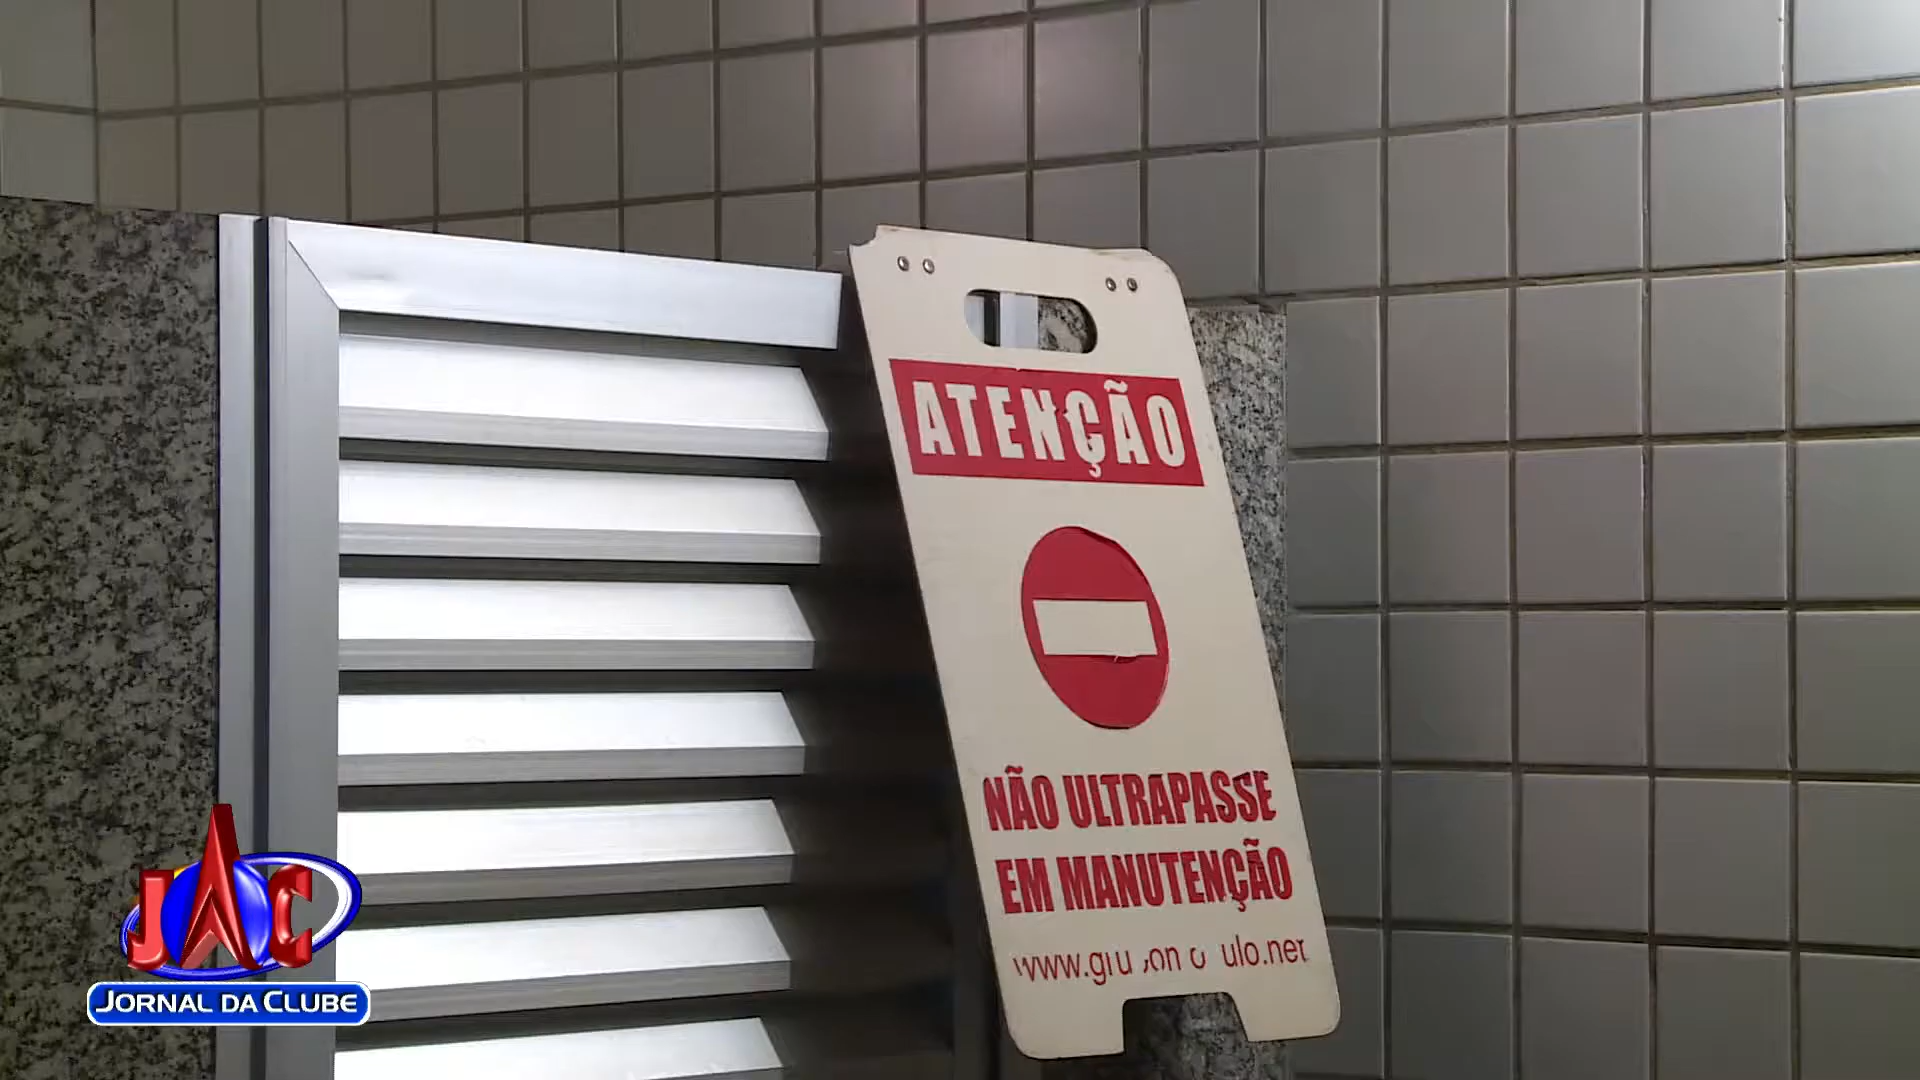 ATENÇÃO
NÃO ULTRAPASSE
EM MANUTENÇÃO
JAC
JORNAL DA CLUBE